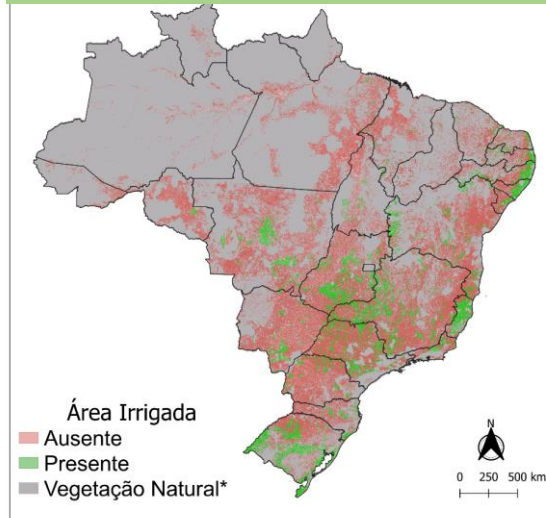 Área Irrigada
Ausente
Presente
Vegetação Natural*
N
0 250 500 km